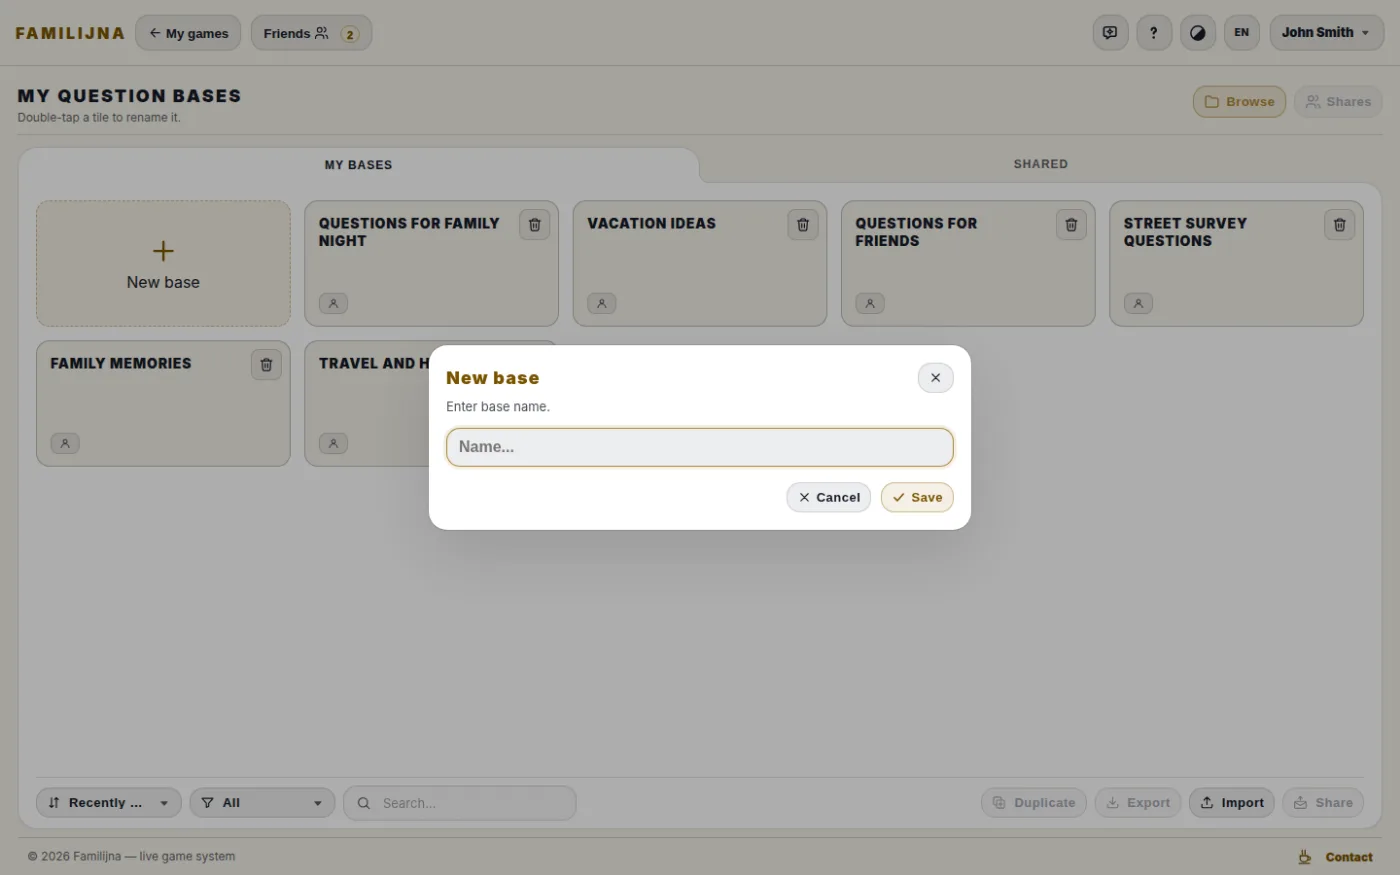 FAMILIJNA
My games
Friends 2
?
EN
John Smith
MY QUESTION BASES
Double-tap a tile to rename it.
Browse
Shares
MY BASES
SHARED
New base
QUESTIONS FOR FAMILY
NIGHT
VACATION IDEAS
QUESTIONS FOR
FRIENDS
STREET SURVEY
QUESTIONS
FAMILY MEMORIES
TRAVEL AND
New base
Enter base name.
Name...
Cancel
Save
Recently ...
All
Search...
Duplicate
Export
Import
Share
© 2026 Familijna — live game system
Contact